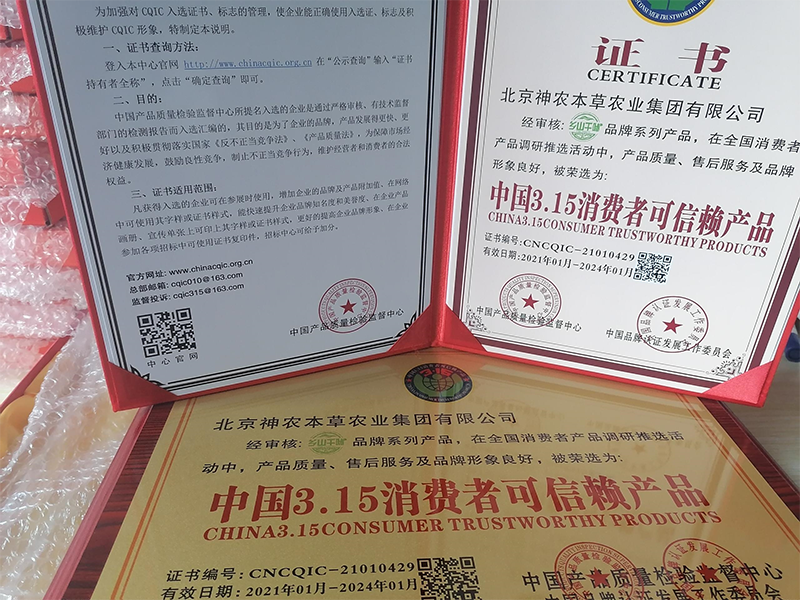 为加强对 CQIC 入选证书、标志的管理，使企业能正确使用入选证、标志及积
极维护 CQIC 形象，特制定本说明。
一、证书查询方法：
登入本中心官网 http://www.chinacqic.org.cn 在“公示查询”输入“证书
持有者全称”，点击“确定查询”即可。
二、目的：
中国产品质量检验监督中心所提名入选的企业是通过严格审核、有技术监督
部门的检测报告而入选汇编的，其目的是为了企业的品牌，产品发展得更快、更
好以及积极贯彻落实国家《反不正当竞争法》、《产品质量法》，为保障市场经
济健康发展，鼓励良性竞争，制止不正当竞争行为，维护经营者和消费者的合法
权益。
三、证书适用范围：
凡获得入选的企业可在参展时使用，增加企业的品牌及产品附加值，在网络
中可使用其字样或证书样式，能快速提升企业品牌知名度和美誉度，在企业产品
画册、宣传单张上可印上其字样或证书样式，更好的提高企业品牌形象，在企业
参加各项招标中可使用证书复印件，招标中心可给予加分。
官方网址: www.chinacqic.org.cn
总部邮箱: cqic010@163.com
监督投诉: cqic315@163.com
中国产品质量检验监督中心
中心官网
CONSUMER TRUSTWORTHY PRODUCTS
证书
CERTIFICATE
北京神农本草农业集团有限公司
经审核: 品牌系列产品，在全国消费者
产品调研推选活动中，产品质量、售后服务及品牌
形象良好，被荣选为:
中国3.15消费者可信赖产品
CHINA3.15CONSUMER TRUSTWORTHY PRODUCTS
证书编号: CNCQIC-21010429
有效日期: 2021年01月-2024年01月
中国产品质量检验监督中心
中国品牌认证发展工作委员会
北京神农本草农业集团有限公司
经审核: 品牌系列产品，在全国消费者产品调研推选活
动中，产品质量、售后服务及品牌形象良好，被荣选为:
中国3.15消费者可信赖产品
CHINA3.15CONSUMER TRUSTWORTHY PRODUCTS
证书编号: CNCQIC-21010429
有效日期: 2021年01月-2024年01月
中国产品质量检验监督中心
中国品牌认证发展工作委员会